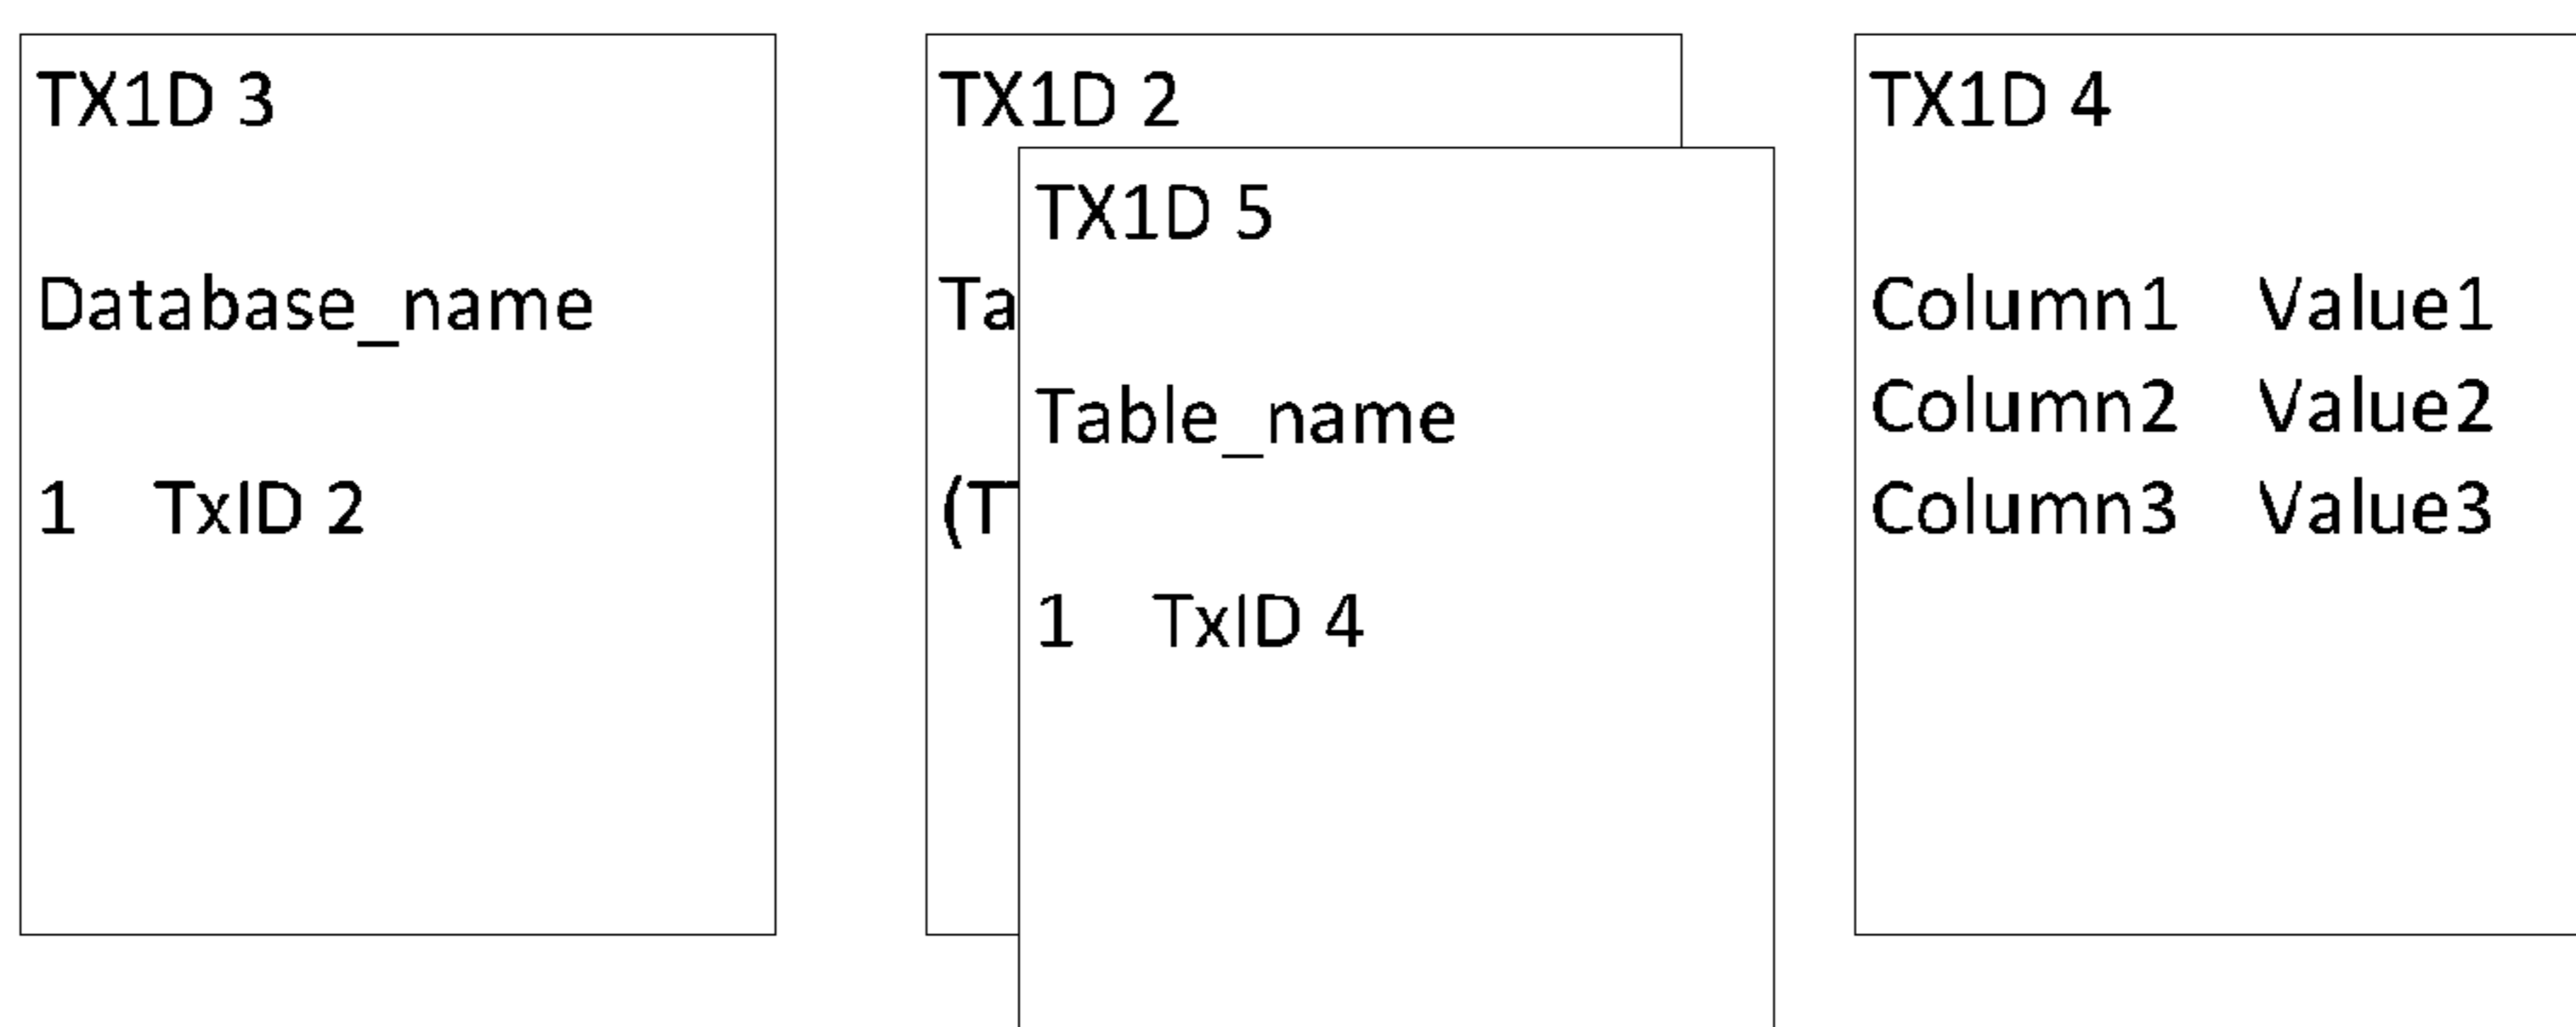 TX1D 3
Database_name
1 TxID 2
TX1D 2
Ta
(T
TX1D 5
Table_name
1 TxID 4
TX1D 4
Column1 Value1
Column2 Value2
Column3 Value3